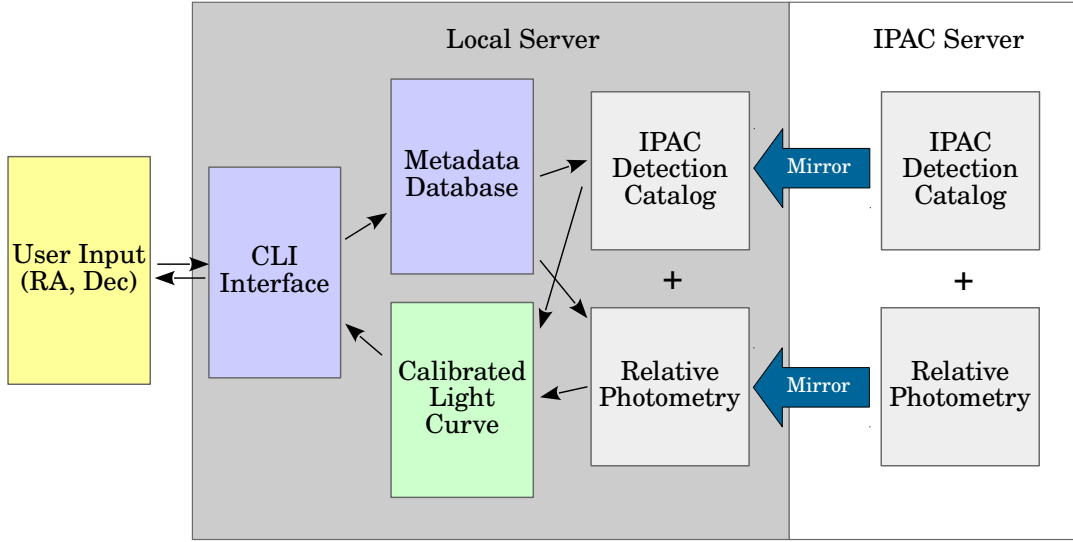 Local Server
IPAC Server
User Input
(RA, Dec)
CLI
Interface
Metadata
Database
Calibrated
Light
Curve
IPAC
Detection
Catalog
+
Relative
Photometry
Mirror
Mirror
IPAC
Detection
Catalog
+
Relative
Photometry